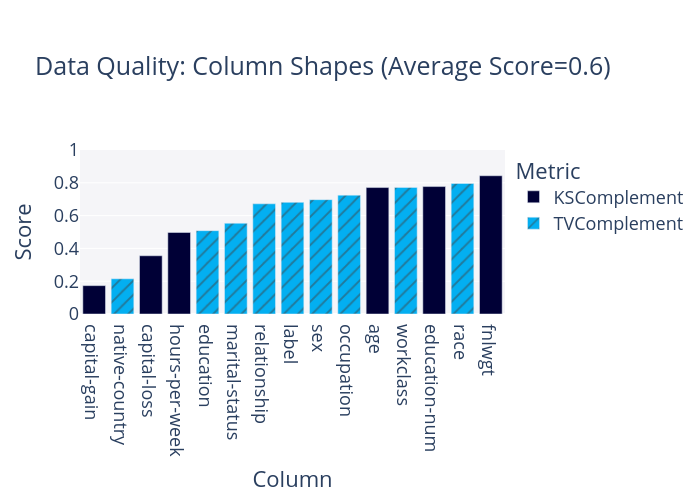 Data Quality: Column Shapes (Average Score=0.6)
Score
1
0.8
0.6
0.4
0.2
0
Metric
KSComplement
TVComplement
capital-gain
native-country
capital-loss
hours-per-week
education
marital-status
relationship
label
sex
occupation
age
workclass
education-num
race
fnlwgt
Column